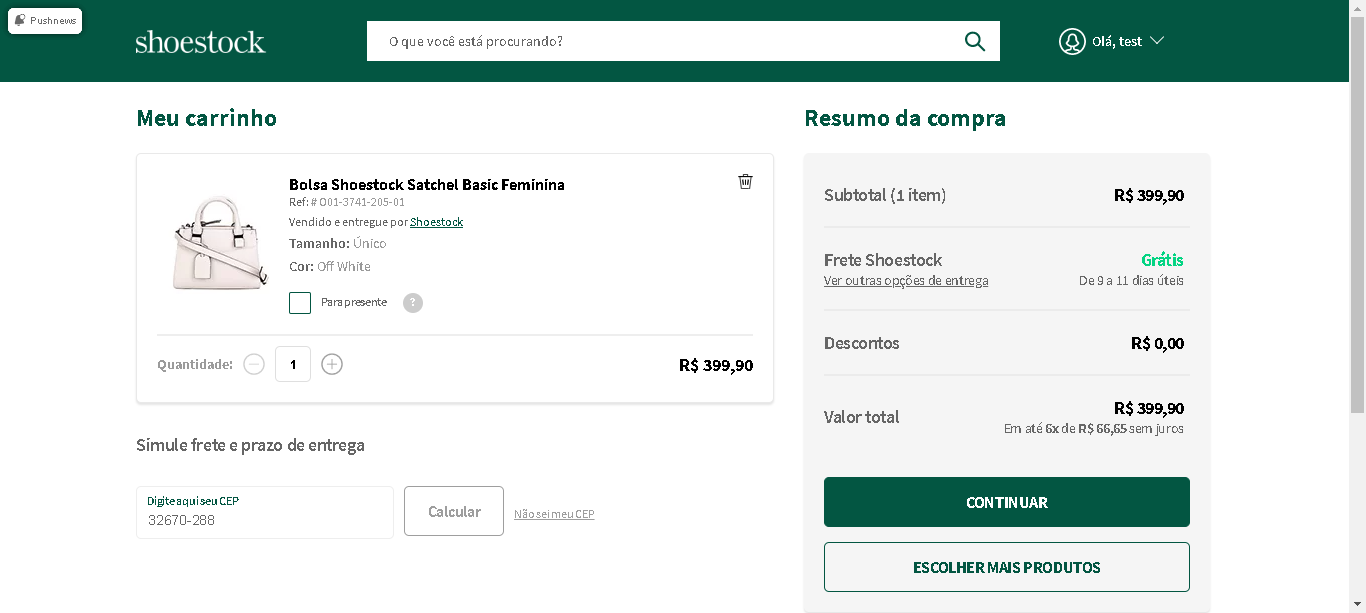 Pushnews
shoestock
O que você está procurando?
Olá, test
Meu carrinho
Bolsa Shoestock Satchel Basic Feminina
Ref: # O01-3741-205-01
Vendido e entregue por Shoestock
Tamanho: Único
Cor: Off White
Para presente ?
Quantidade: 1
R$ 399,90
Simule frete e prazo de entrega
Digite aqui seu CEP
32670-288
Calcular
Não sei meu CEP
Resumo da compra
Subtotal (1 item) R$ 399,90
Frete Shoestock Grátis
Ver outras opções de entrega De 9 a 11 dias úteis
Descontos R$ 0,00
Valor total R$ 399,90
Em até 6x de R$ 66,65 sem juros
CONTINUAR
ESCOLHER MAIS PRODUTOS